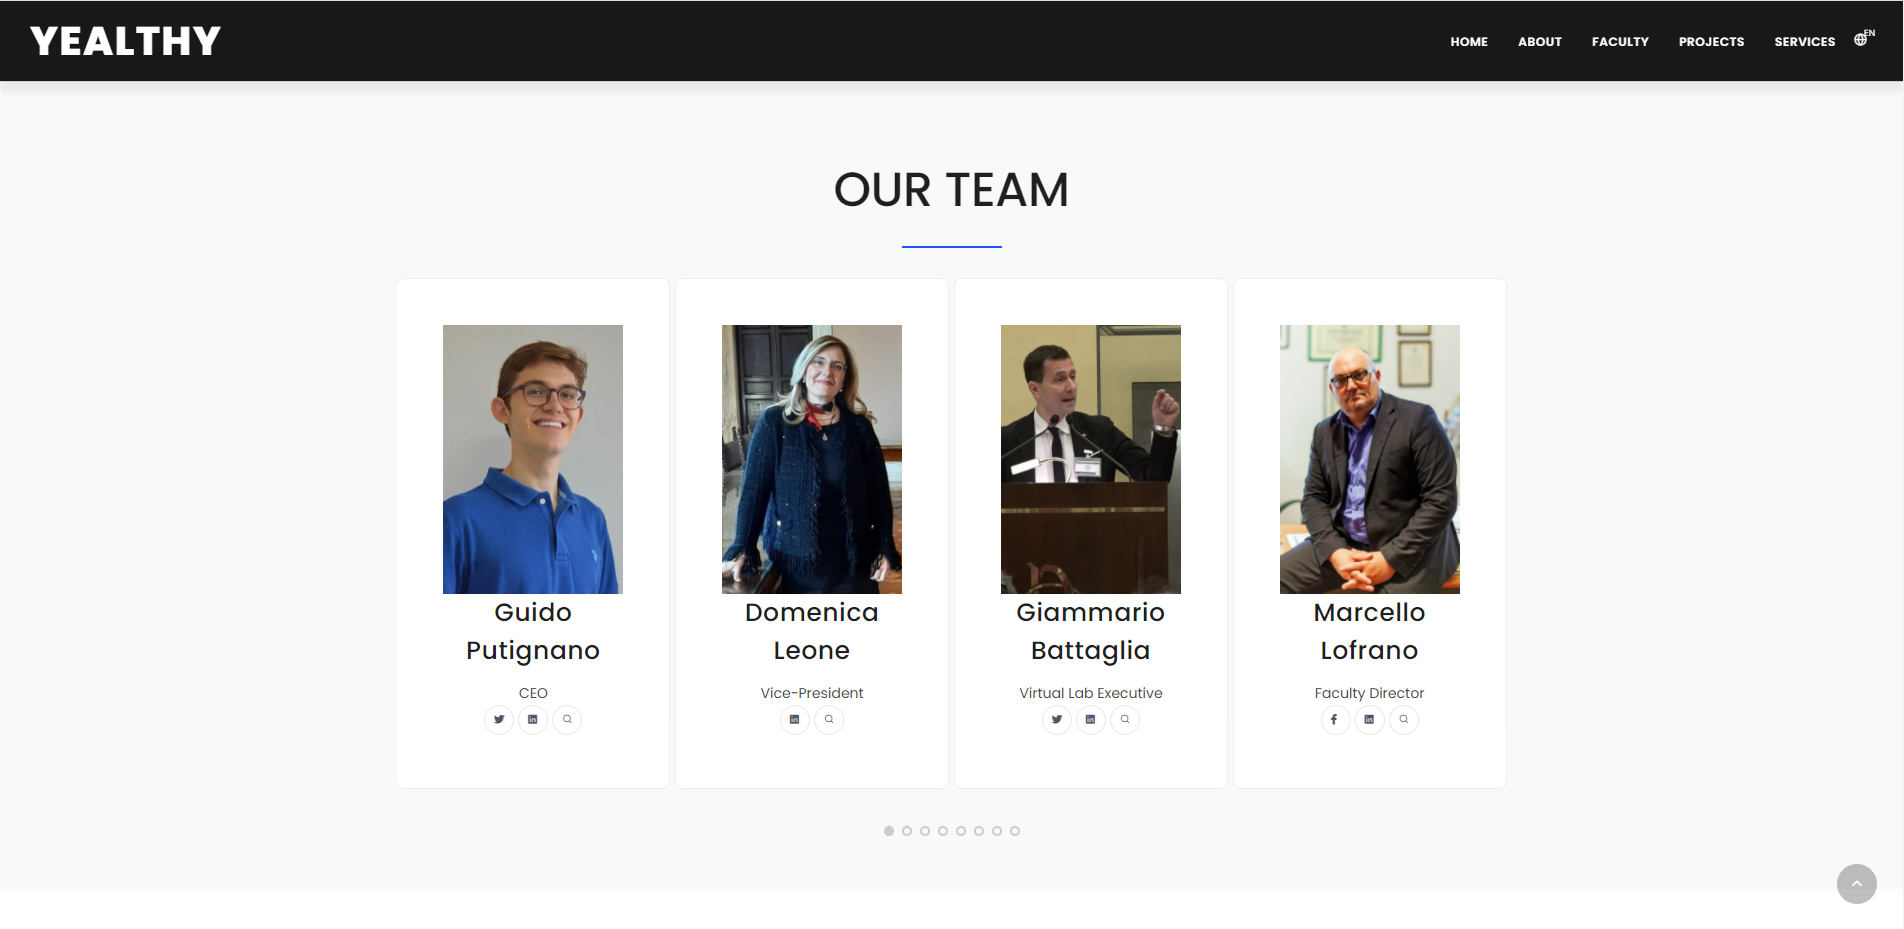 YEALTHY
HOME ABOUT FACULTY PROJECTS SERVICES EN
OUR TEAM
Guido
Putignano
CEO
Domenica
Leone
Vice-President
Giammario
Battaglia
Virtual Lab Executive
Marcello
Lofrano
Faculty Director